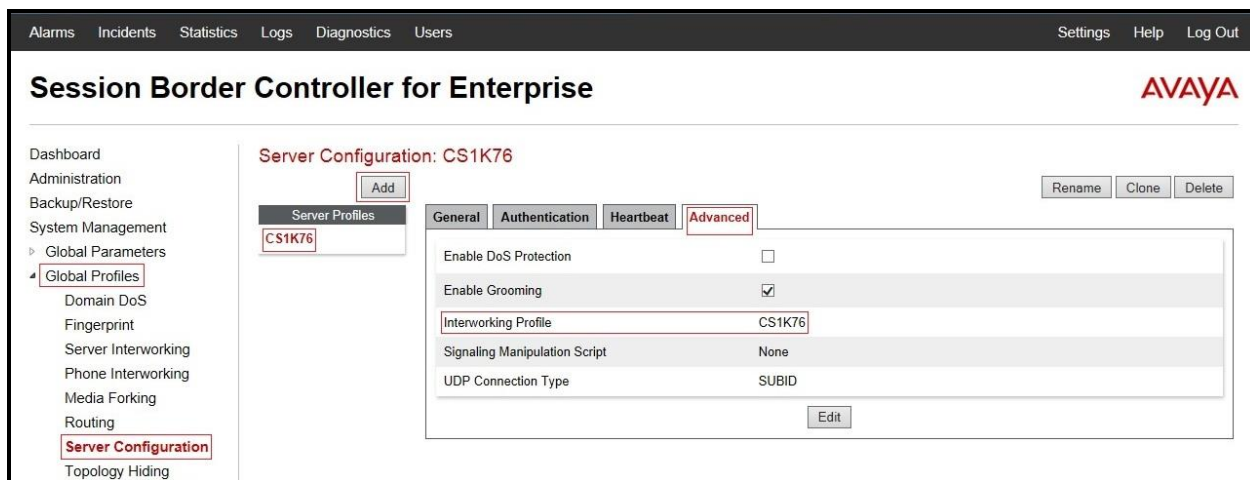 Alarms Incidents Statistics Logs Diagnostics Users Settings Help Log Out
Session Border Controller for Enterprise
AVAYA
Dashboard
Administration
Backup/Restore
System Management
Global Parameters
Global Profiles
Domain DoS
Fingerprint
Server Interworking
Phone Interworking
Media Forking
Routing
Server Configuration
Topology Hiding
Server Configuration: CS1K76
Add
Rename Clone Delete
Server Profiles
CS1K76
General Authentication Heartbeat Advanced
Enable DoS Protection
Enable Grooming
Interworking Profile CS1K76
Signaling Manipulation Script None
UDP Connection Type SUBID
Edit